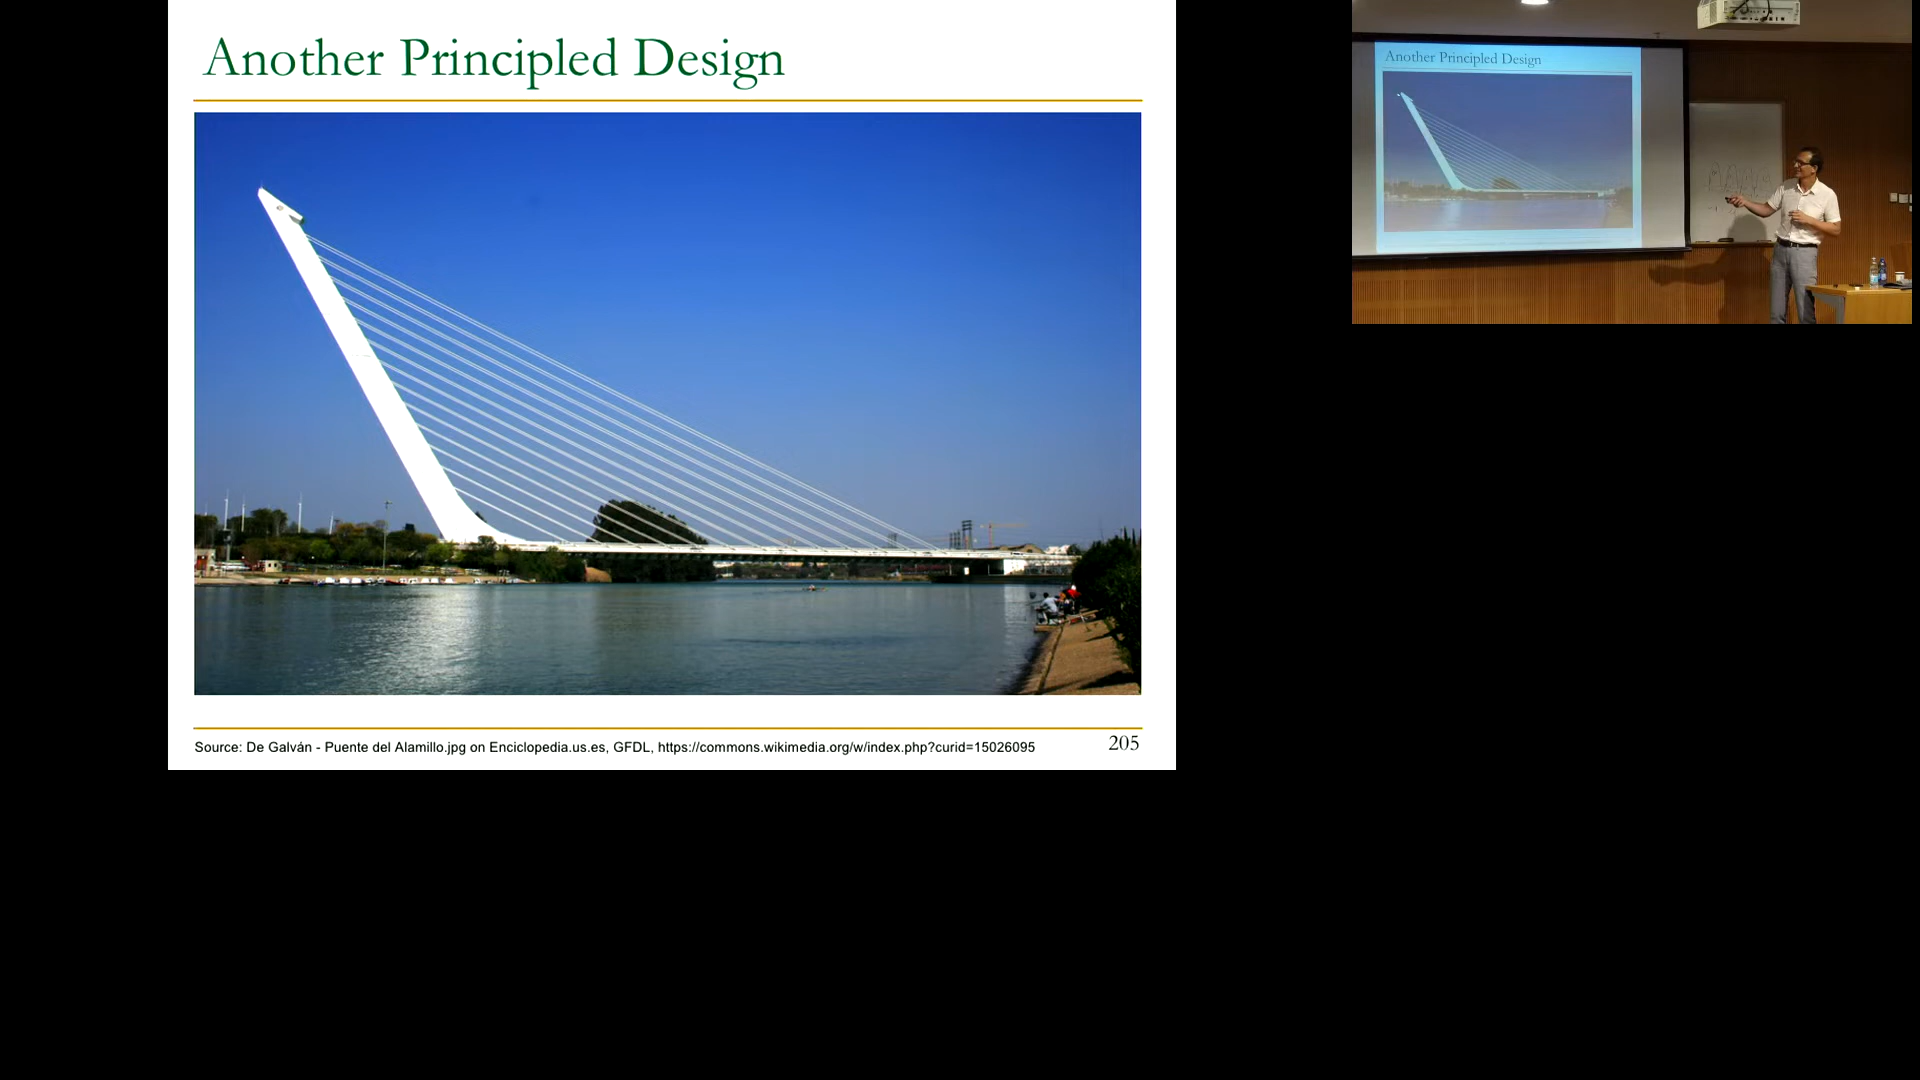 Another Principled Design
Source: De Galván - Puente del Alamillo.jpg on Enciclopedia.us.es, GFDL, https://commons.wikimedia.org/w/index.php?curid=15026095
205
Another Principled Design